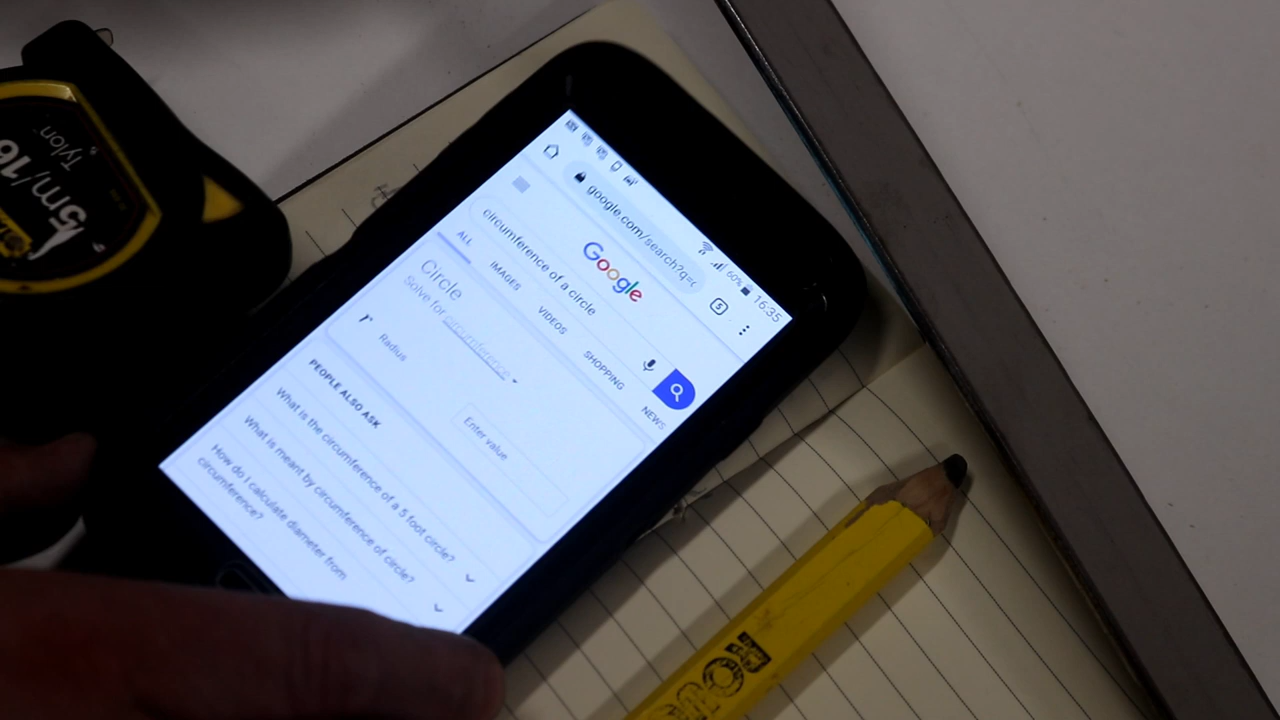 60% 16:35
google.com/search?q=c
5
Google
circumference of a circle
ALL IMAGES VIDEOS SHOPPING NEWS
Circle
Solve for circumference
r Radius
Enter value
PEOPLE ALSO ASK
What is the circumference of a 5 foot circle?
What is meant by circumference of circle?
How do I calculate diameter from
circumference?
5m/16
Tylon